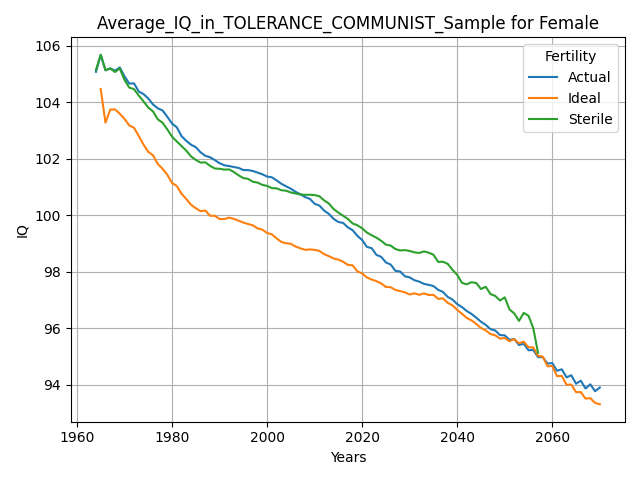 Average_IQ_in_TOLERANCE_COMMUNIST_Sample for Female
Fertility
Actual
Ideal
Sterile
106
104
102
100
98
96
94
IQ
1960
1980
2000
2020
2040
2060
Years